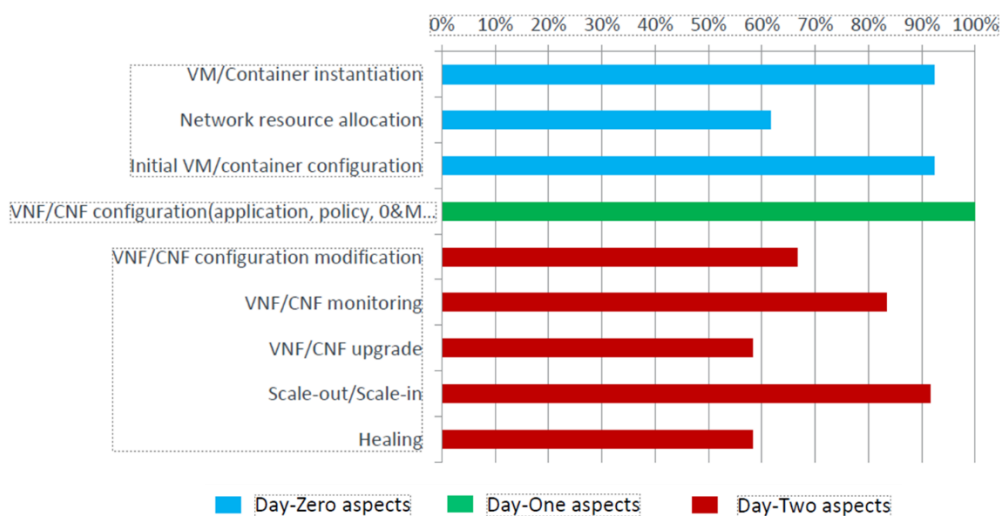 0% 10% 20% 30% 40% 50% 60% 70% 80% 90% 100%
VM/Container instantiation
Network resource allocation
Initial VM/container configuration
VNF/CNF configuration(application, policy, 0&M...
VNF/CNF configuration modification
VNF/CNF monitoring
VNF/CNF upgrade
Scale-out/Scale-in
Healing
Day-Zero aspects Day-One aspects Day-Two aspects